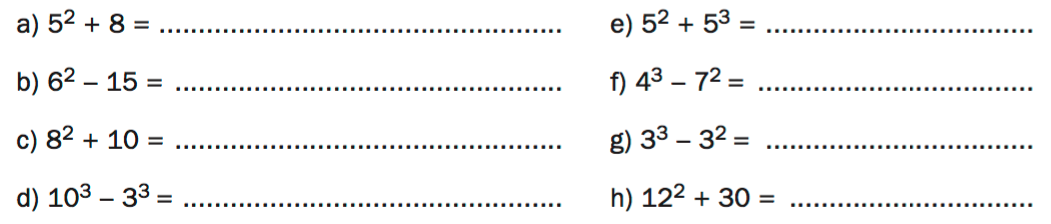 a) 5² + 8 = ....................................................
b) 6² – 15 = ..................................................
c) 8² + 10 = ..................................................
d) 10³ – 3³ = .................................................
e) 5² + 5³ = ..................................
f) 4³ – 7² = ...................................
g) 3³ – 3² = ..................................
h) 12² + 30 = ...............................